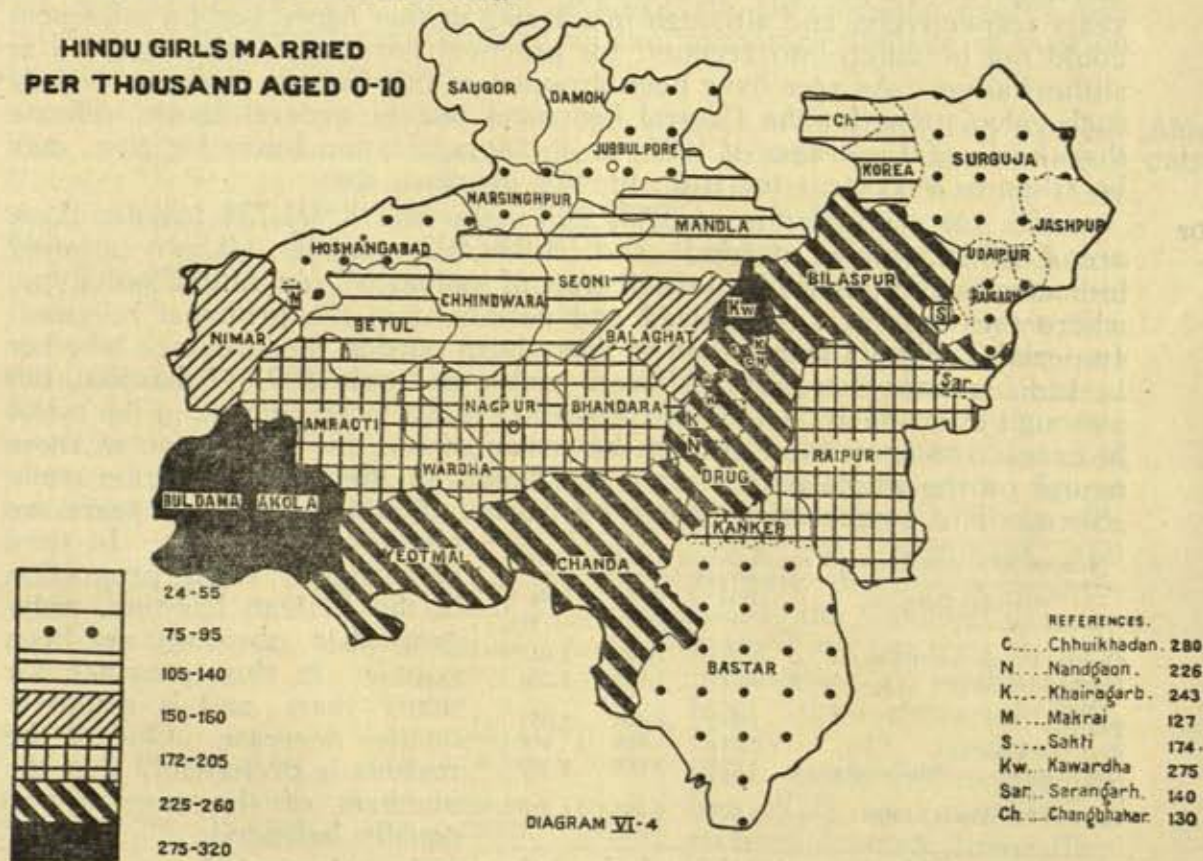 HINDU GIRLS MARRIED
PER THOUSAND AGED 0-10
SAUGOR
DAMOH
JUBBULPORE
NARSINGHPUR
MANDLA
HOSHANGABAD
SEONI
CHHINDWARA
BETUL
NIMAR
BALAGHAT
Kw
BILASPUR
Ch
KOREA
SURGUJA
JASHPUR
UDAIPUR
RAIGARH
S
Sar
AMRAOTI
NAGPUR
BHANDARA
WARDHA
K
N
DRUG
RAIPUR
KANKER
BULDANA
AKOLA
YEOTMAL
CHANDA
BASTAR
24-55
75-95
105-140
150-160
172-205
225-260
275-320
DIAGRAM VI-4
REFERENCES.
C.....Chhuikhadan. 280
N....Nandgaon. 226
K....Khairagarb. 243
M....Makrai 127
S....Sakti 174
Kw...Kawardha 275
Sar...Sarangarh. 140
Ch....Changbhaker. 130